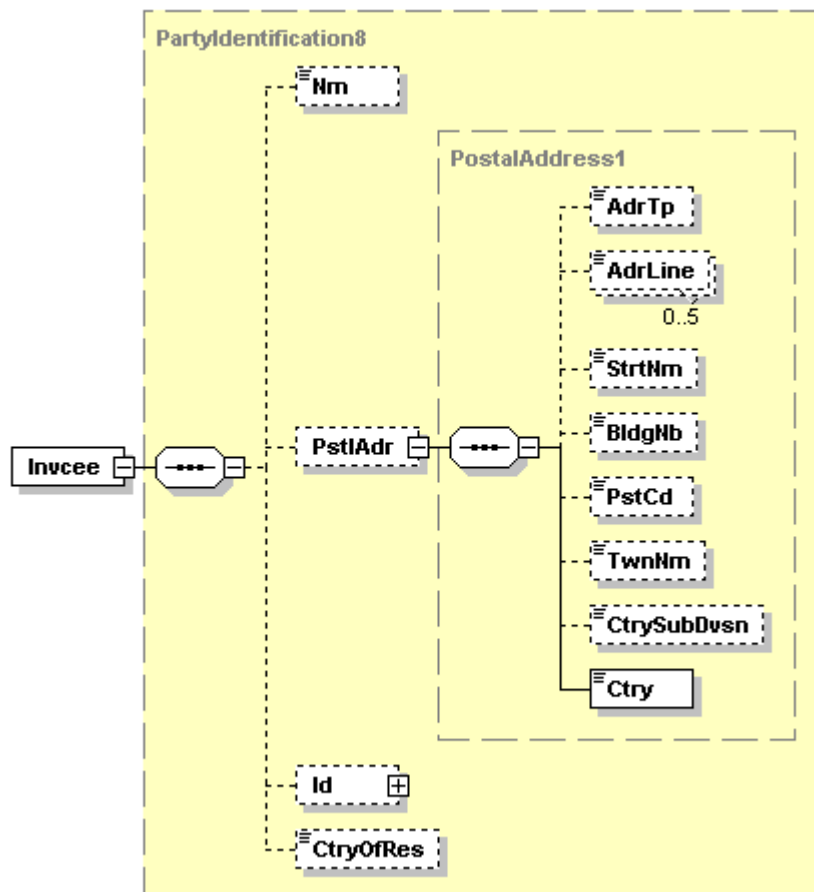 PartyIdentification8
Nm
PostalAddress1
AdrTp
AdrLine
0..5
StrtNm
Invcee
PstlAdr
BldgNb
PstCd
TwnNm
CtrySubDvsn
Ctry
Id
CtryOfRes